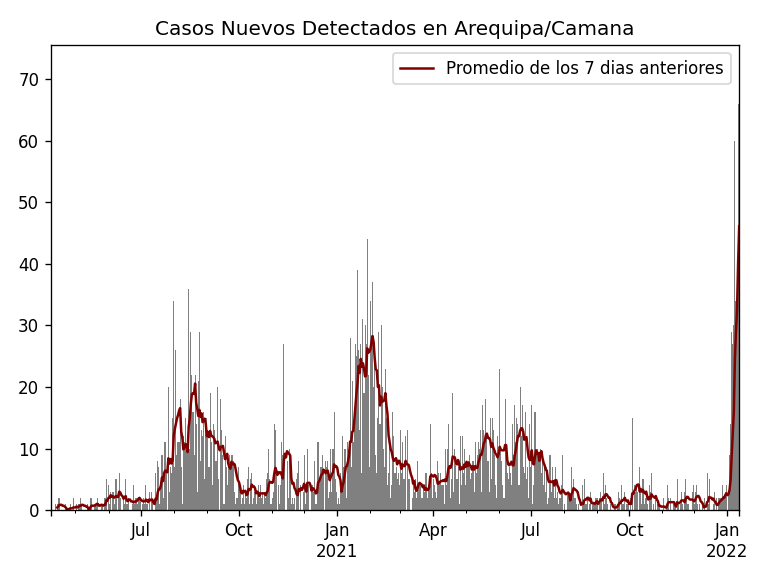 Casos Nuevos Detectados en Arequipa/Camana
Promedio de los 7 dias anteriores
70
60
50
40
30
20
10
0
Jul
Oct
Jan
2021
Apr
Jul
Oct
Jan
2022